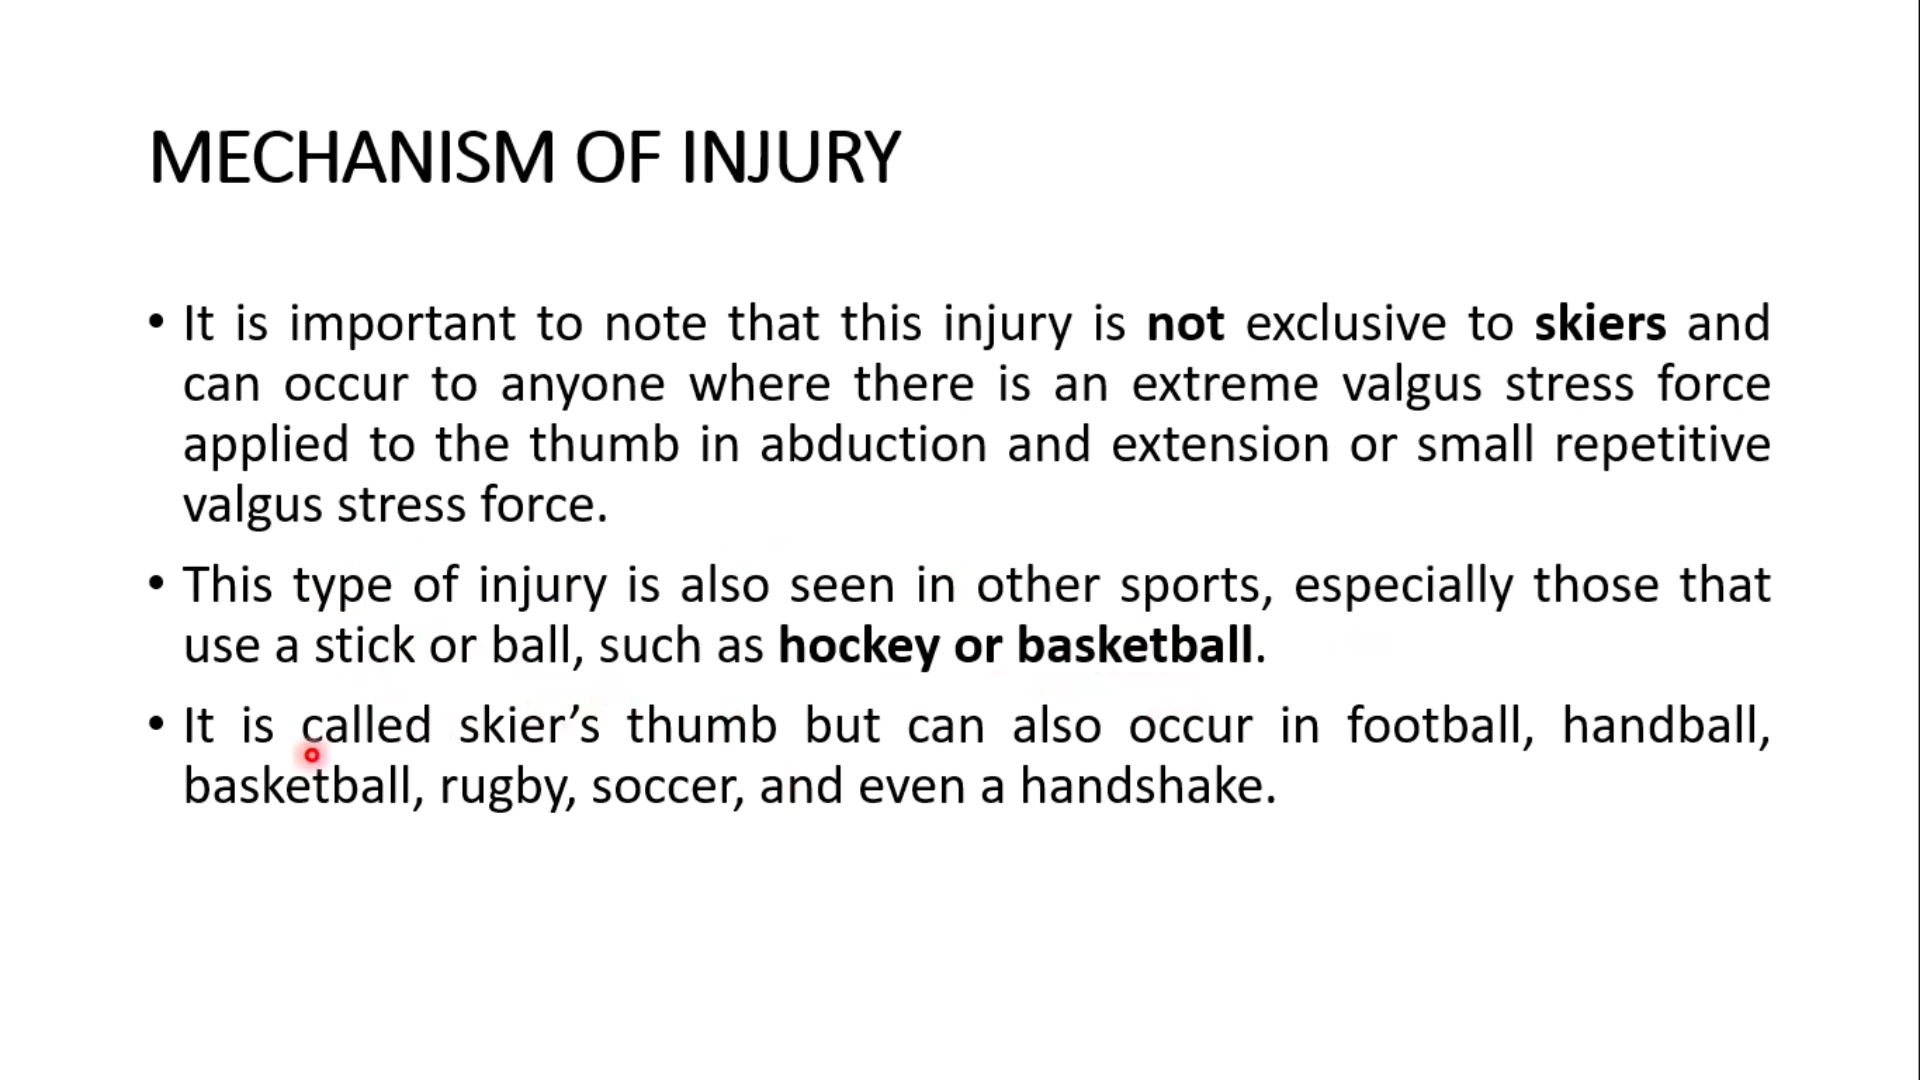 MECHANISM OF INJURY
• It is important to note that this injury is not exclusive to skiers and
can occur to anyone where there is an extreme valgus stress force
applied to the thumb in abduction and extension or small repetitive
valgus stress force.
• This type of injury is also seen in other sports, especially those that
use a stick or ball, such as hockey or basketball.
• It is called skier’s thumb but can also occur in football, handball,
basketball, rugby, soccer, and even a handshake.